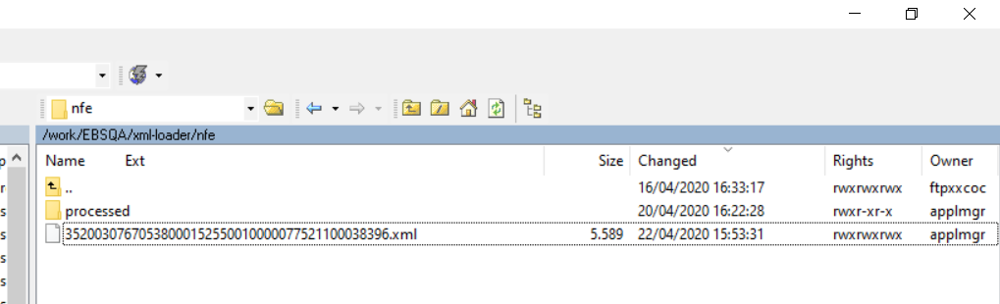 nfe
/work/EBSQA/xml-loader/nfe
Name Ext Size Changed Rights Owner
.. 16/04/2020 16:33:17 rwxrwxrwx ftpxxcoc
processed 20/04/2020 16:22:28 rwxr-xr-x applmgr
35200307670538000152550010000077521100038396.xml 5.589 22/04/2020 15:53:31 rwxrwxrwx applmgr